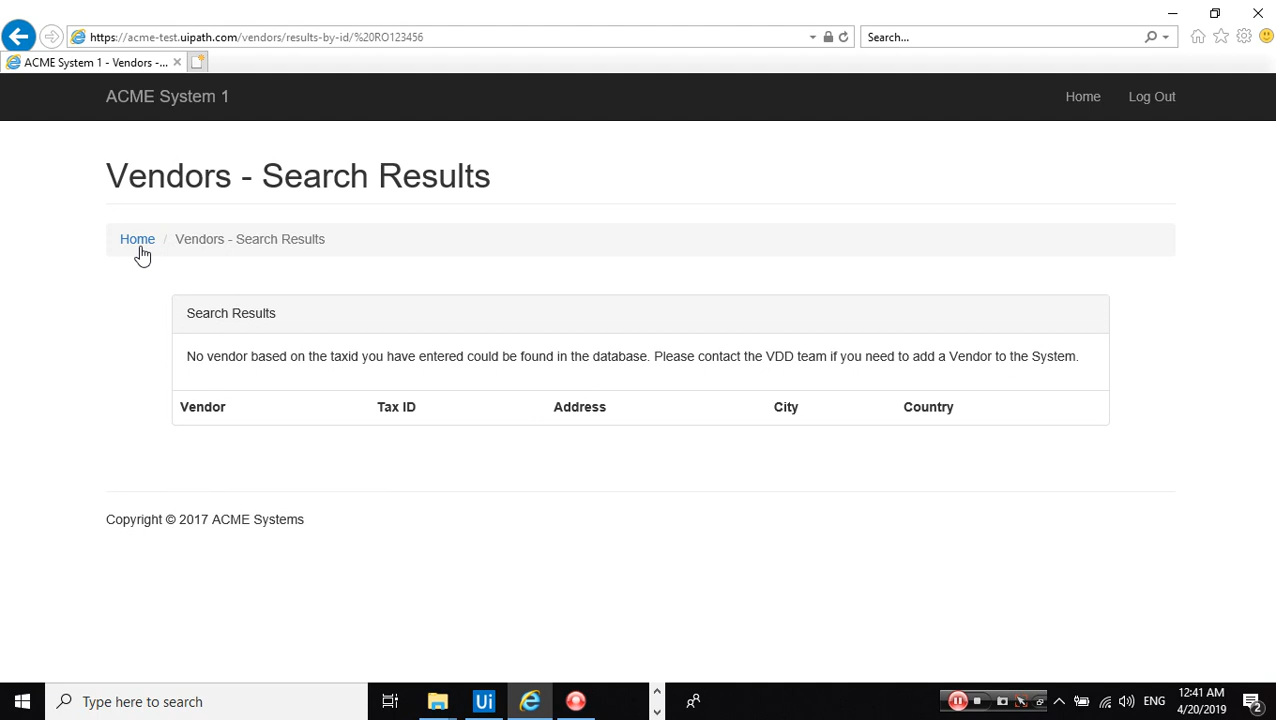 https://acme-test.uipath.com/vendors/results-by-id/%20RO123456
Search...
ACME System 1 - Vendors -...
ACME System 1
Home
Log Out
Vendors - Search Results
Home / Vendors - Search Results
Search Results
No vendor based on the taxid you have entered could be found in the database. Please contact the VDD team if you need to add a Vendor to the System.
Vendor Tax ID Address City Country
Copyright © 2017 ACME Systems
Type here to search
Ui
ENG
12:41 AM
4/20/2019
2